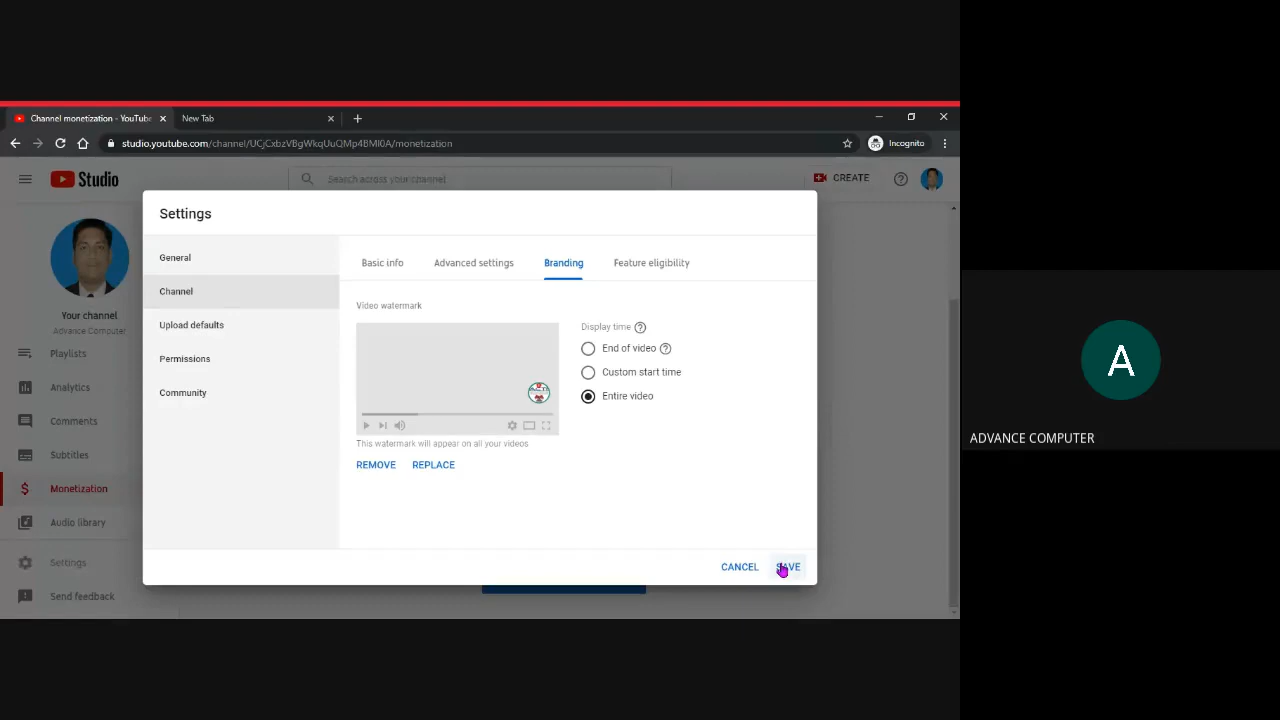 Channel monetization - YouTube
New Tab
studio.youtube.com/channel/UCjCxbzVBgWkqUuQMp4BMI0A/monetization
Incognito
Studio
Search across your channel
CREATE
Settings
General
Channel
Upload defaults
Permissions
Community
Basic info
Advanced settings
Branding
Feature eligibility
Video watermark
Display time
End of video
Custom start time
Entire video
This watermark will appear on all your videos
REMOVE
REPLACE
CANCEL
SAVE
Your channel
Advance Computer
Playlists
Analytics
Comments
Subtitles
Monetization
Audio library
Settings
Send feedback
A
ADVANCE COMPUTER